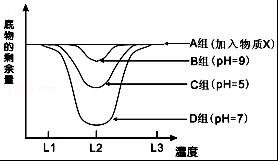 底物的剩余量
A组(加入物质X)
B组(pH=9)
C组(pH=5)
D组(pH=7)
L1 L2 L3 温度